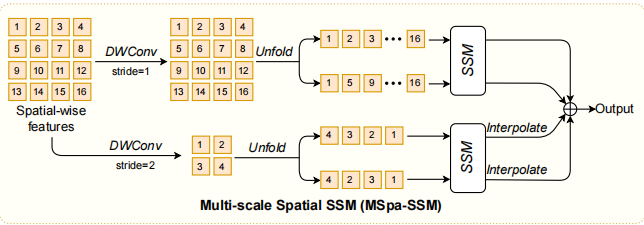 1 2 3 4
5 6 7 8
9 10 11 12
13 14 15 16
Spatial-wise
features
DWConv
stride=1
1 2 3 4
5 6 7 8
9 10 11 12
13 14 15 16
Unfold
1 2 3 ••• 16
1 5 9 ••• 16
SSM
DWConv
stride=2
1 2
3 4
Unfold
4 3 2 1
4 2 3 1
SSM
Interpolate
Interpolate
Output
Multi-scale Spatial SSM (MSpa-SSM)